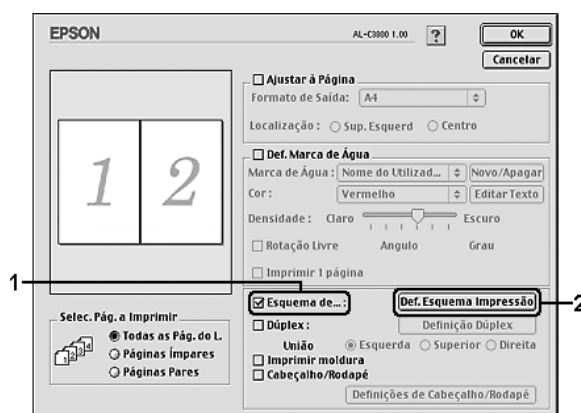 EPSON
AL-C3800 1.00
?
OK
Cancelar
Ajustar à Página
Formato de Saída: A4
Localização : Sup. Esquerd Centro
Def. Marca de Água
Marca de Água : Nome do Utilizad... Novo/Apagar
Cor : Vermelho Editar Texto
Densidade : Claro Escuro
Rotação Livre Angulo Grau
Imprimir 1 página
1 2
1
Esquema de... : Def. Esquema Impressão
2
Dúplex : Definição Dúplex
União Esquerda Superior Direita
Imprimir moldura
Cabeçalho/Rodapé
Definições de Cabeçalho/Rodapé
Selec. Pág. a Imprimir
Todas as Pág. do L.
Páginas Ímpares
Páginas Pares
1 2 3 4